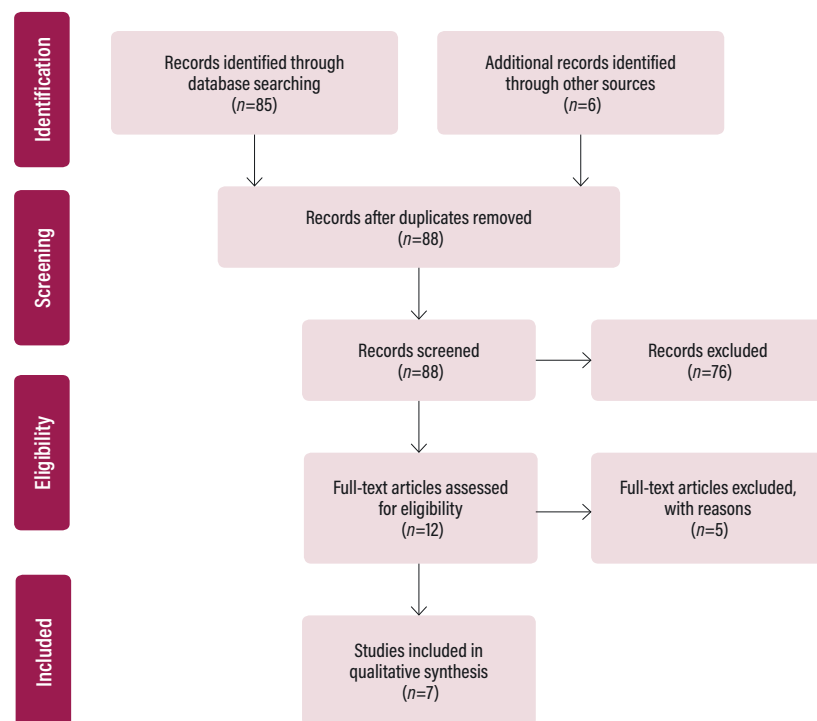 Identification
Records identified through
database searching
(n=85)
Additional records identified
through other sources
(n=6)
Screening
Records after duplicates removed
(n=88)
Records screened
(n=88)
Records excluded
(n=76)
Eligibility
Full-text articles assessed
for eligibility
(n=12)
Full-text articles excluded,
with reasons
(n=5)
Included
Studies included in
qualitative synthesis
(n=7)